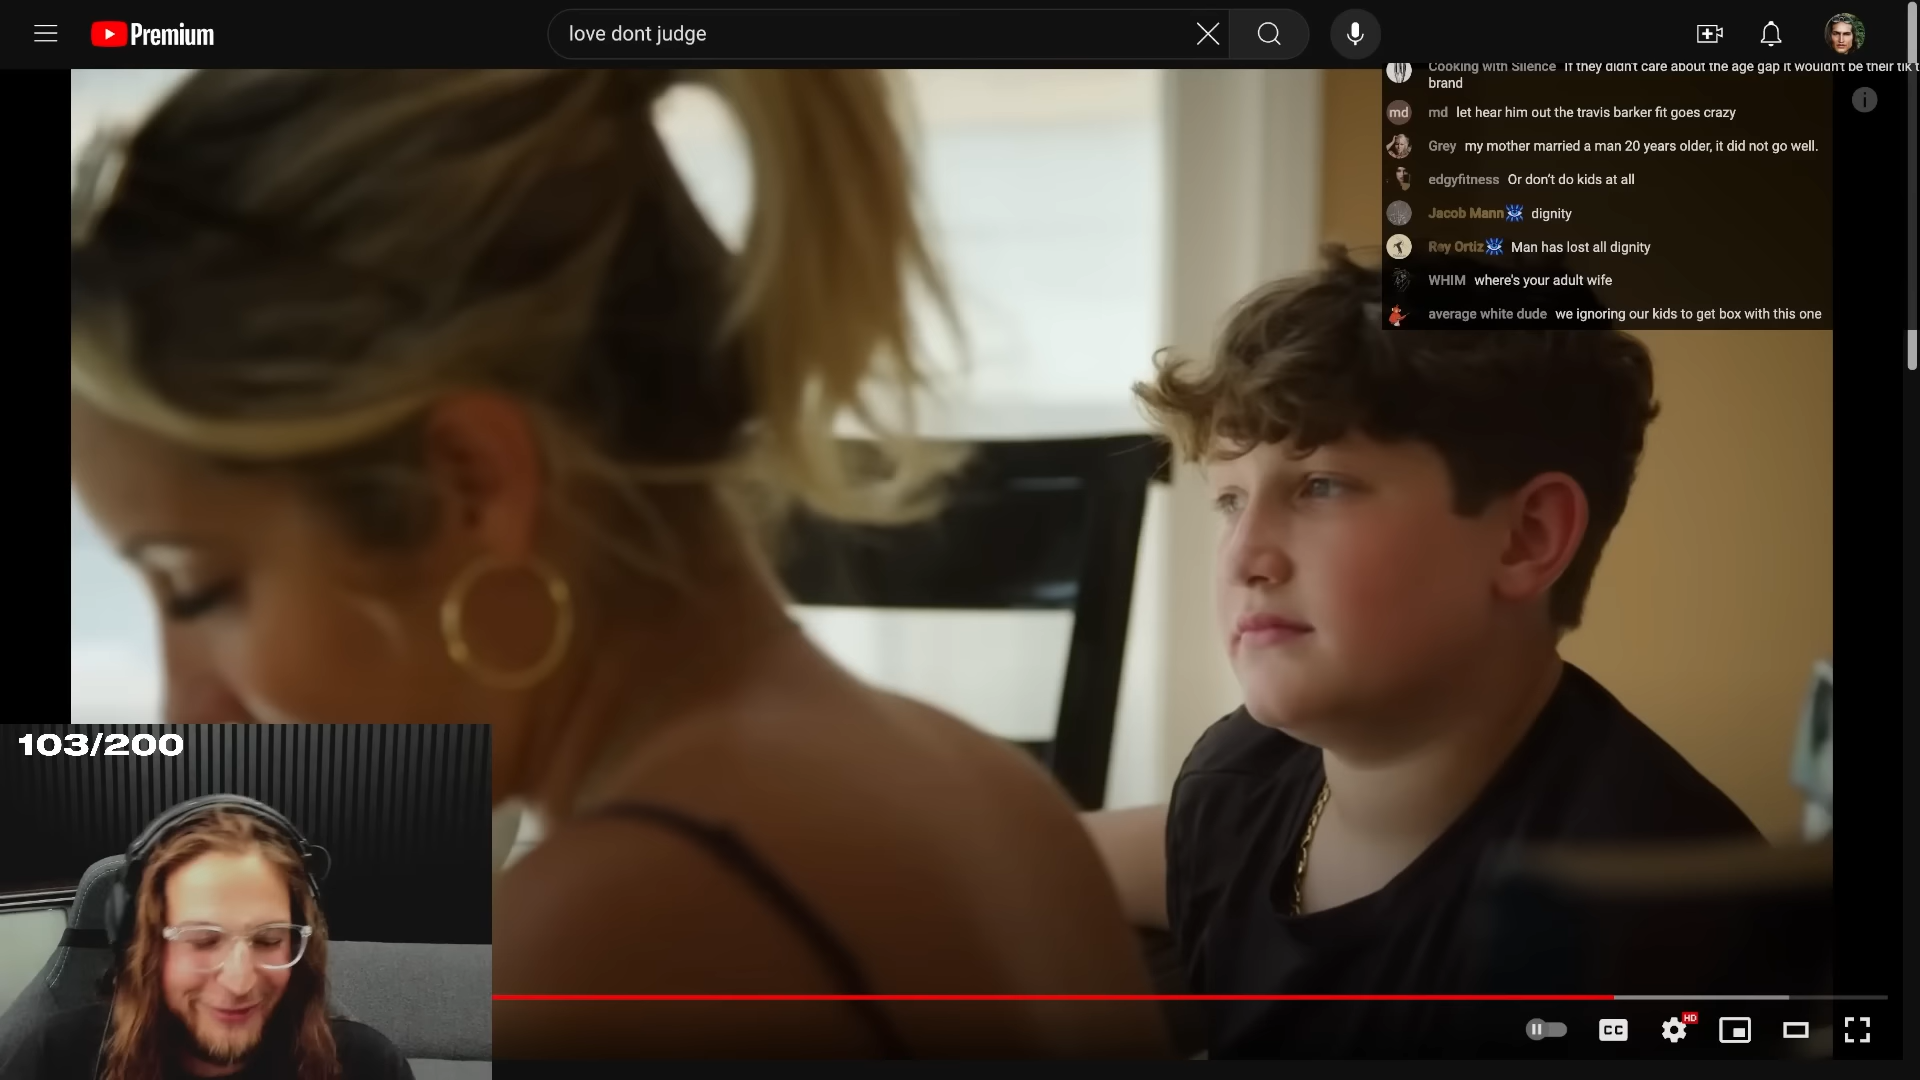 Premium
love dont judge
Cooking with Silence If they didn't care about the age gap it wouldn't be their tik t
brand
md md let hear him out the travis barker fit goes crazy
Grey my mother married a man 20 years older, it did not go well.
edgyfitness Or don't do kids at all
Jacob Mann dignity
Rey Ortiz Man has lost all dignity
WHIM where's your adult wife
average white dude we ignoring our kids to get box with this one
103/200
CC
HD